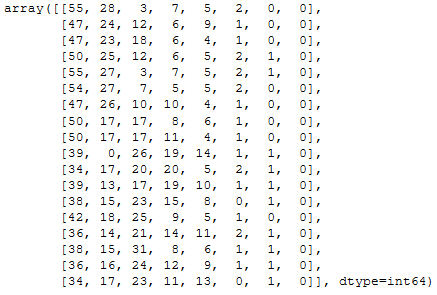 array([[55, 28,  3,  7,  5,  2,  0,  0],
       [47, 24, 12,  6,  9,  1,  0,  0],
       [47, 23, 18,  6,  4,  1,  0,  0],
       [50, 25, 12,  6,  5,  2,  1,  0],
       [55, 27,  3,  7,  5,  2,  1,  0],
       [54, 27,  7,  5,  5,  2,  0,  0],
       [47, 26, 10, 10,  4,  1,  0,  0],
       [50, 17, 17,  8,  6,  1,  0,  0],
       [50, 17, 17, 11,  4,  1,  0,  0],
       [39,  0, 26, 19, 14,  1,  1,  0],
       [34, 17, 20, 20,  5,  2,  1,  0],
       [39, 13, 17, 19, 10,  1,  1,  0],
       [38, 15, 23, 15,  8,  0,  1,  0],
       [42, 18, 25,  9,  5,  1,  0,  0],
       [36, 14, 21, 14, 11,  2,  1,  0],
       [38, 15, 31,  8,  6,  1,  1,  0],
       [36, 16, 24, 12,  9,  1,  1,  0],
       [34, 17, 23, 11, 13,  0,  1,  0]], dtype=int64)